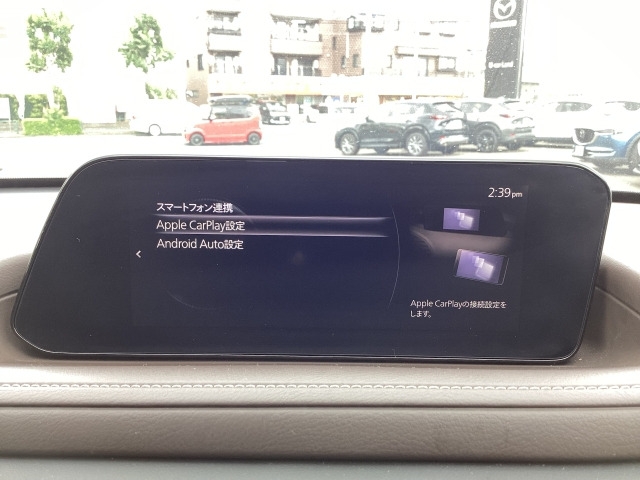 2:39pm
スマートフォン連携
Apple CarPlay設定
Android Auto設定
Apple CarPlayの接続設定を
します。